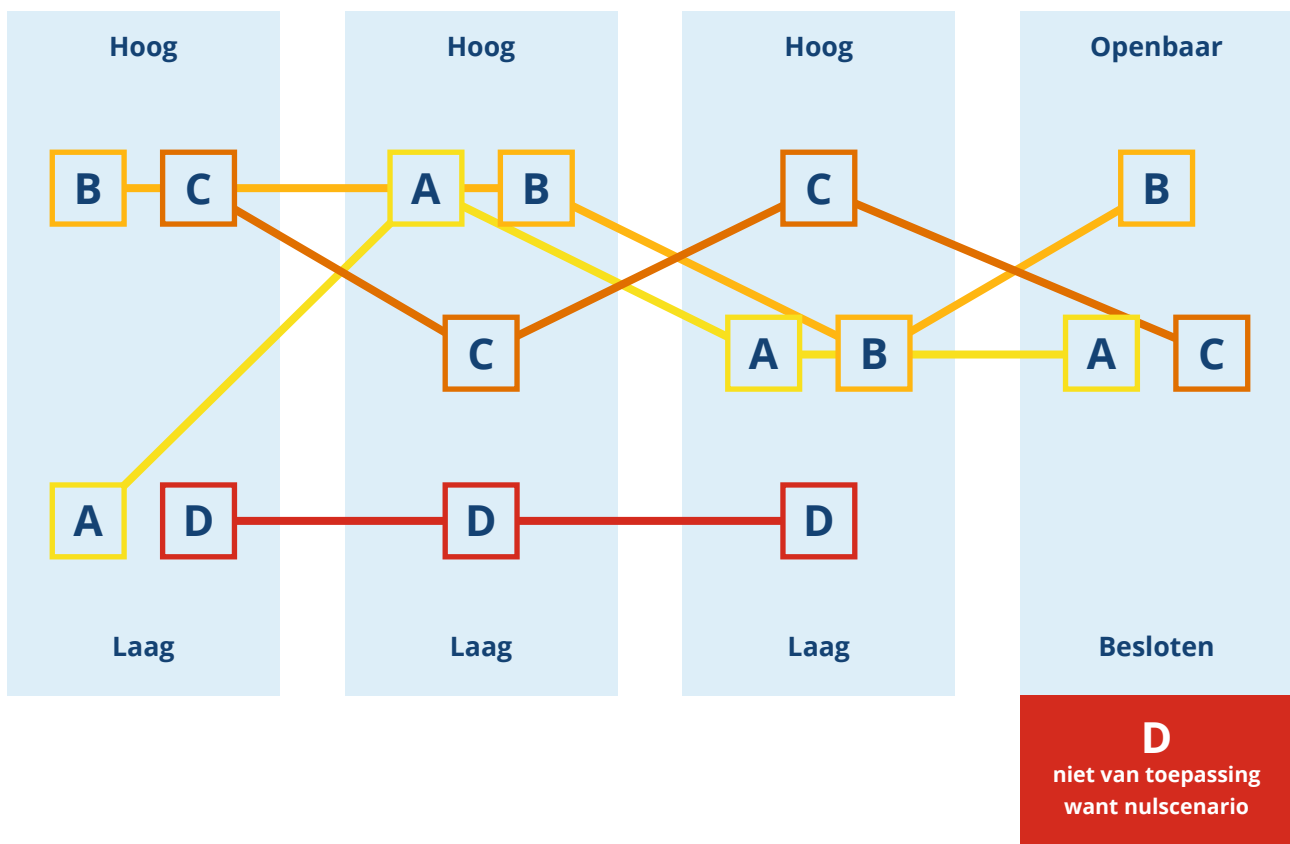 Hoog
Hoog
Hoog
Openbaar
B
C
A
B
C
B
C
A
B
A
C
A
D
D
D
Laag
Laag
Laag
Besloten
D
niet van toepassing
want nulscenario